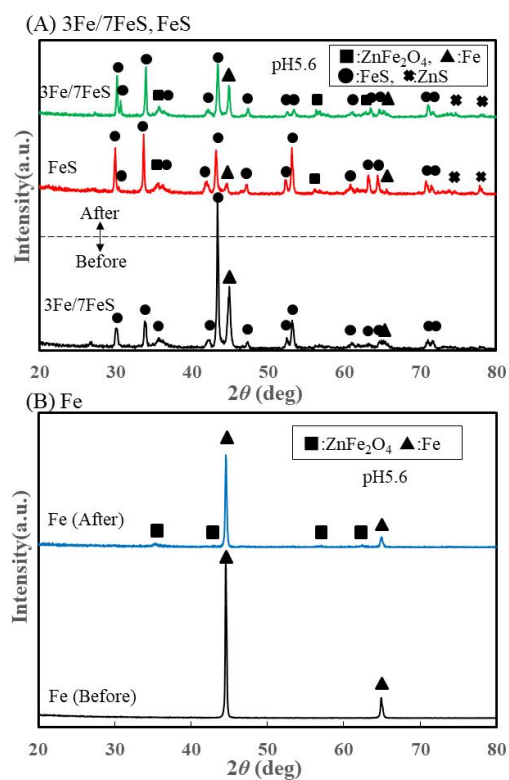 (A) 3Fe/7FeS, FeS
pH5.6
■:ZnFe₂O₄, ▲:Fe
●:FeS, ✖:ZnS
3Fe/7FeS
FeS
After
Before
3Fe/7FeS
Intensity(a.u.)
20 30 40 50 60 70 80
2θ (deg)
(B) Fe
■:ZnFe₂O₄ ▲:Fe
pH5.6
Fe (After)
Fe (Before)
Intensity(a.u.)
20 30 40 50 60 70 80
2θ (deg)